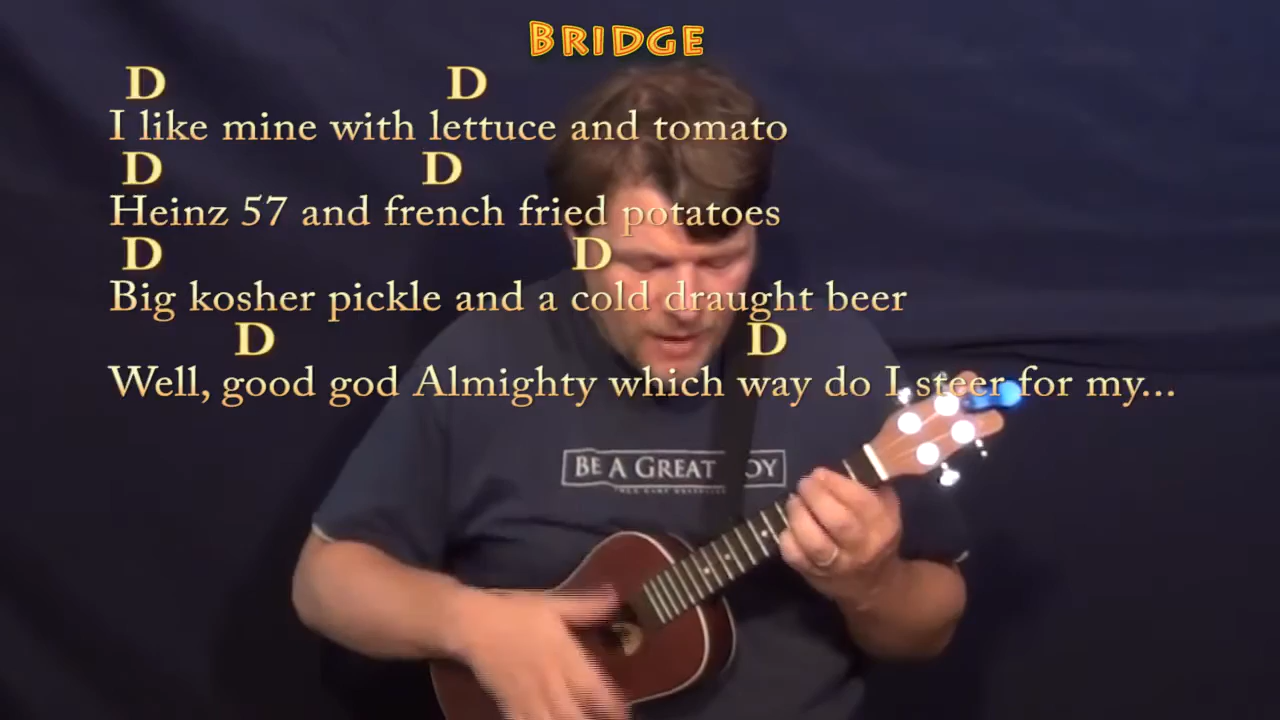 BRIDGE
D D
I like mine with lettuce and tomato
D D
Heinz 57 and french fried potatoes
D D
Big kosher pickle and a cold draught beer
D D
Well, good god Almighty which way do I steer for my...
BE A GREAT OY